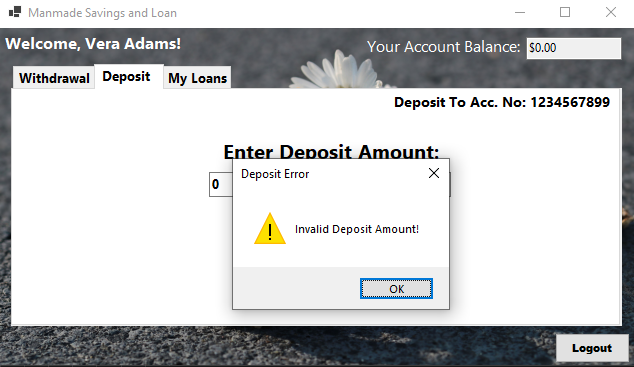 Manmade Savings and Loan
Welcome, Vera Adams!
Your Account Balance: $0.00
Withdrawal Deposit My Loans
Deposit To Acc. No: 1234567899
Enter Deposit Amount:
0
Deposit Error
Invalid Deposit Amount!
OK
Logout